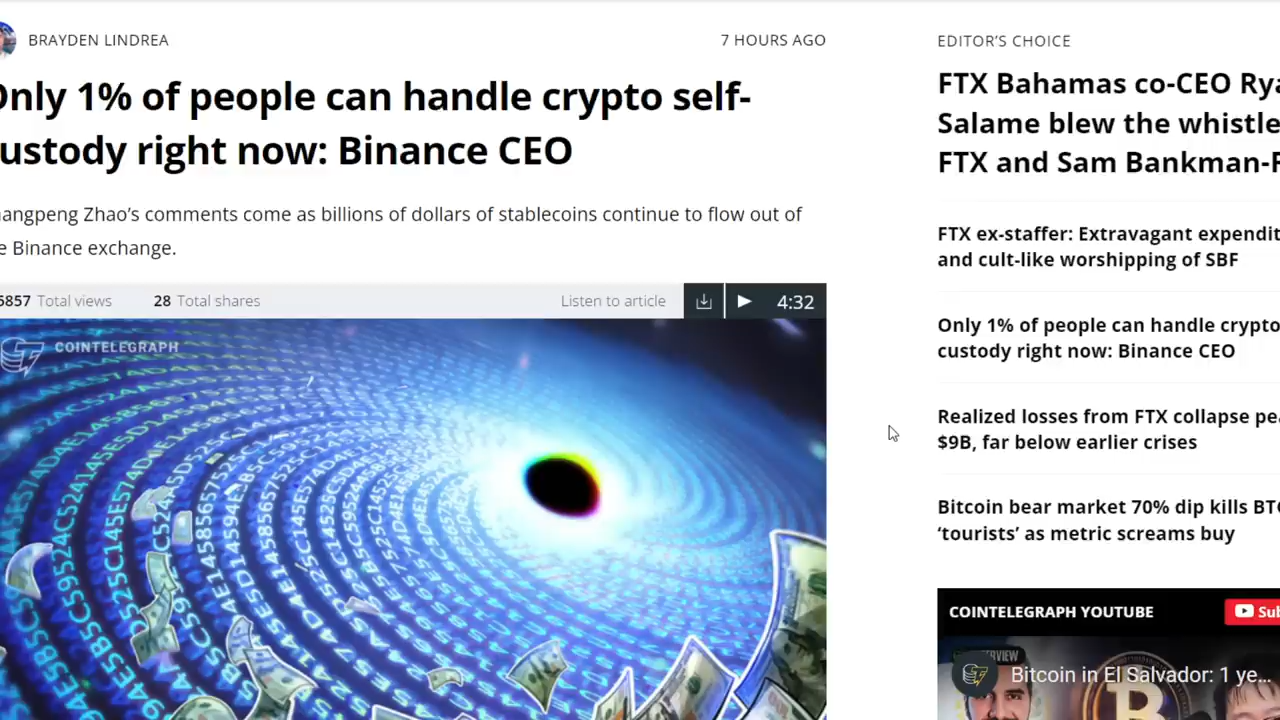 BRAYDEN LINDREA
7 HOURS AGO
Only 1% of people can handle crypto self-
ustody right now: Binance CEO
angpeng Zhao’s comments come as billions of dollars of stablecoins continue to flow out of
e Binance exchange.
5857 Total views
28 Total shares
Listen to article
4:32
COINTELEGRAPH
EDITOR’S CHOICE
FTX Bahamas co-CEO Rya
Salame blew the whistle
FTX and Sam Bankman-F
FTX ex-staffer: Extravagant expendit
and cult-like worshipping of SBF
Only 1% of people can handle crypto
custody right now: Binance CEO
Realized losses from FTX collapse pea
$9B, far below earlier crises
Bitcoin bear market 70% dip kills BTC
‘tourists’ as metric screams buy
COINTELEGRAPH YOUTUBE
Sub
Bitcoin in El Salvador: 1 ye...